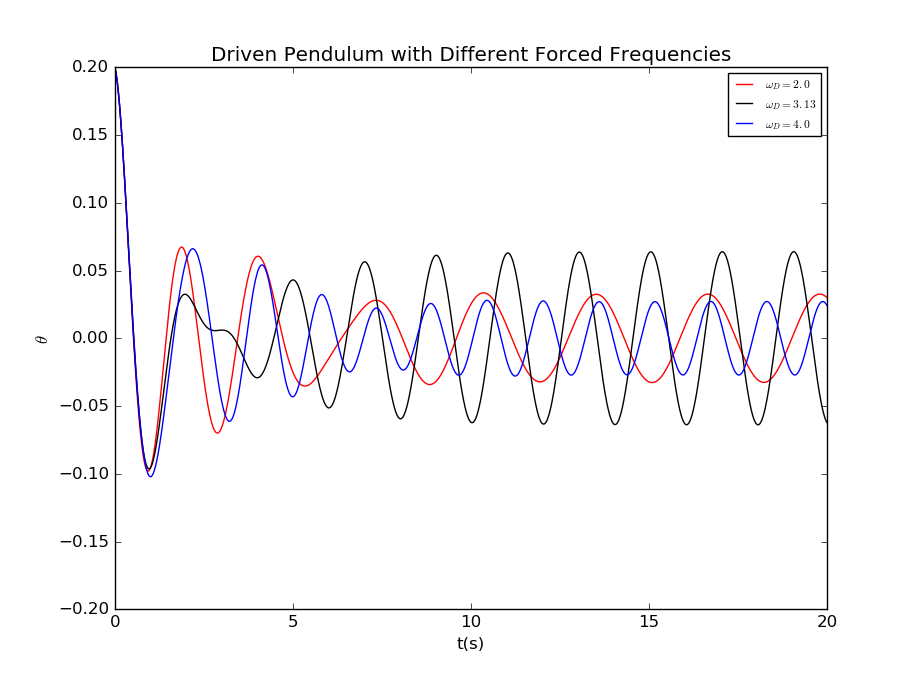 Driven Pendulum with Different Forced Frequencies
0.20
0.15
0.10
0.05
0.00
−0.05
−0.10
−0.15
−0.20
θ
ω_D = 2.0
ω_D = 3.13
ω_D = 4.0
0 5 10 15 20
t(s)